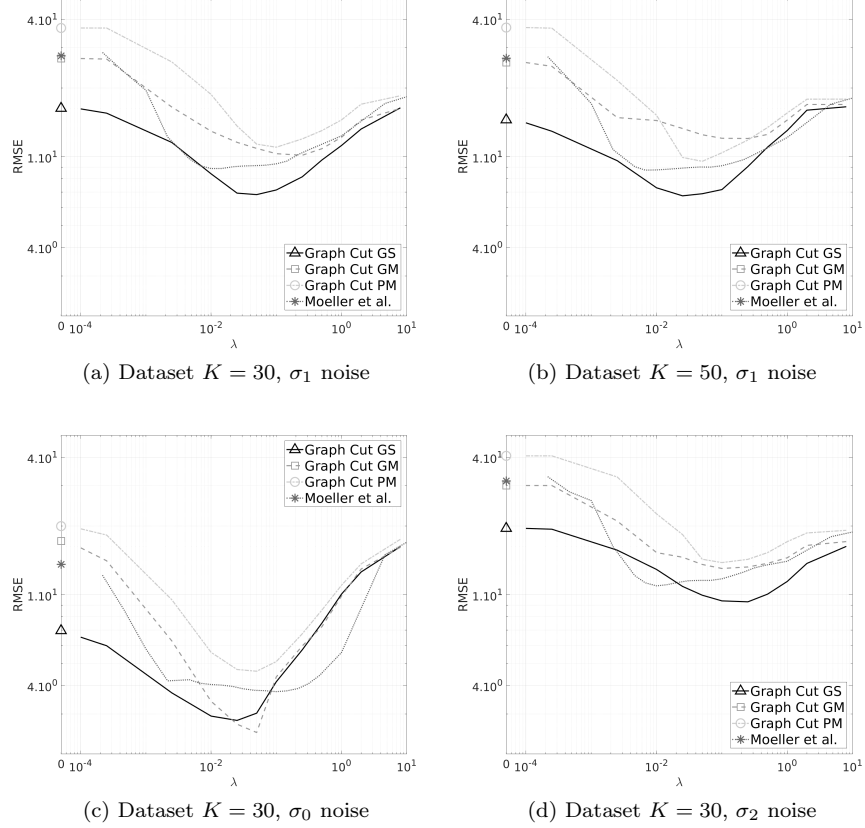 4.10¹
RMSE
1.10¹
4.10⁰
Graph Cut GS
Graph Cut GM
Graph Cut PM
Moeller et al.
0 10⁻⁴ 10⁻² 10⁰ 10¹
λ
(a) Dataset K = 30, σ₁ noise
4.10¹
RMSE
1.10¹
4.10⁰
Graph Cut GS
Graph Cut GM
Graph Cut PM
Moeller et al.
0 10⁻⁴ 10⁻² 10⁰ 10¹
λ
(b) Dataset K = 50, σ₁ noise
4.10¹
Graph Cut GS
Graph Cut GM
Graph Cut PM
Moeller et al.
RMSE
1.10¹
4.10⁰
0 10⁻⁴ 10⁻² 10⁰ 10¹
λ
(c) Dataset K = 30, σ₀ noise
4.10¹
RMSE
1.10¹
4.10⁰
Graph Cut GS
Graph Cut GM
Graph Cut PM
Moeller et al.
0 10⁻⁴ 10⁻² 10⁰ 10¹
λ
(d) Dataset K = 30, σ₂ noise